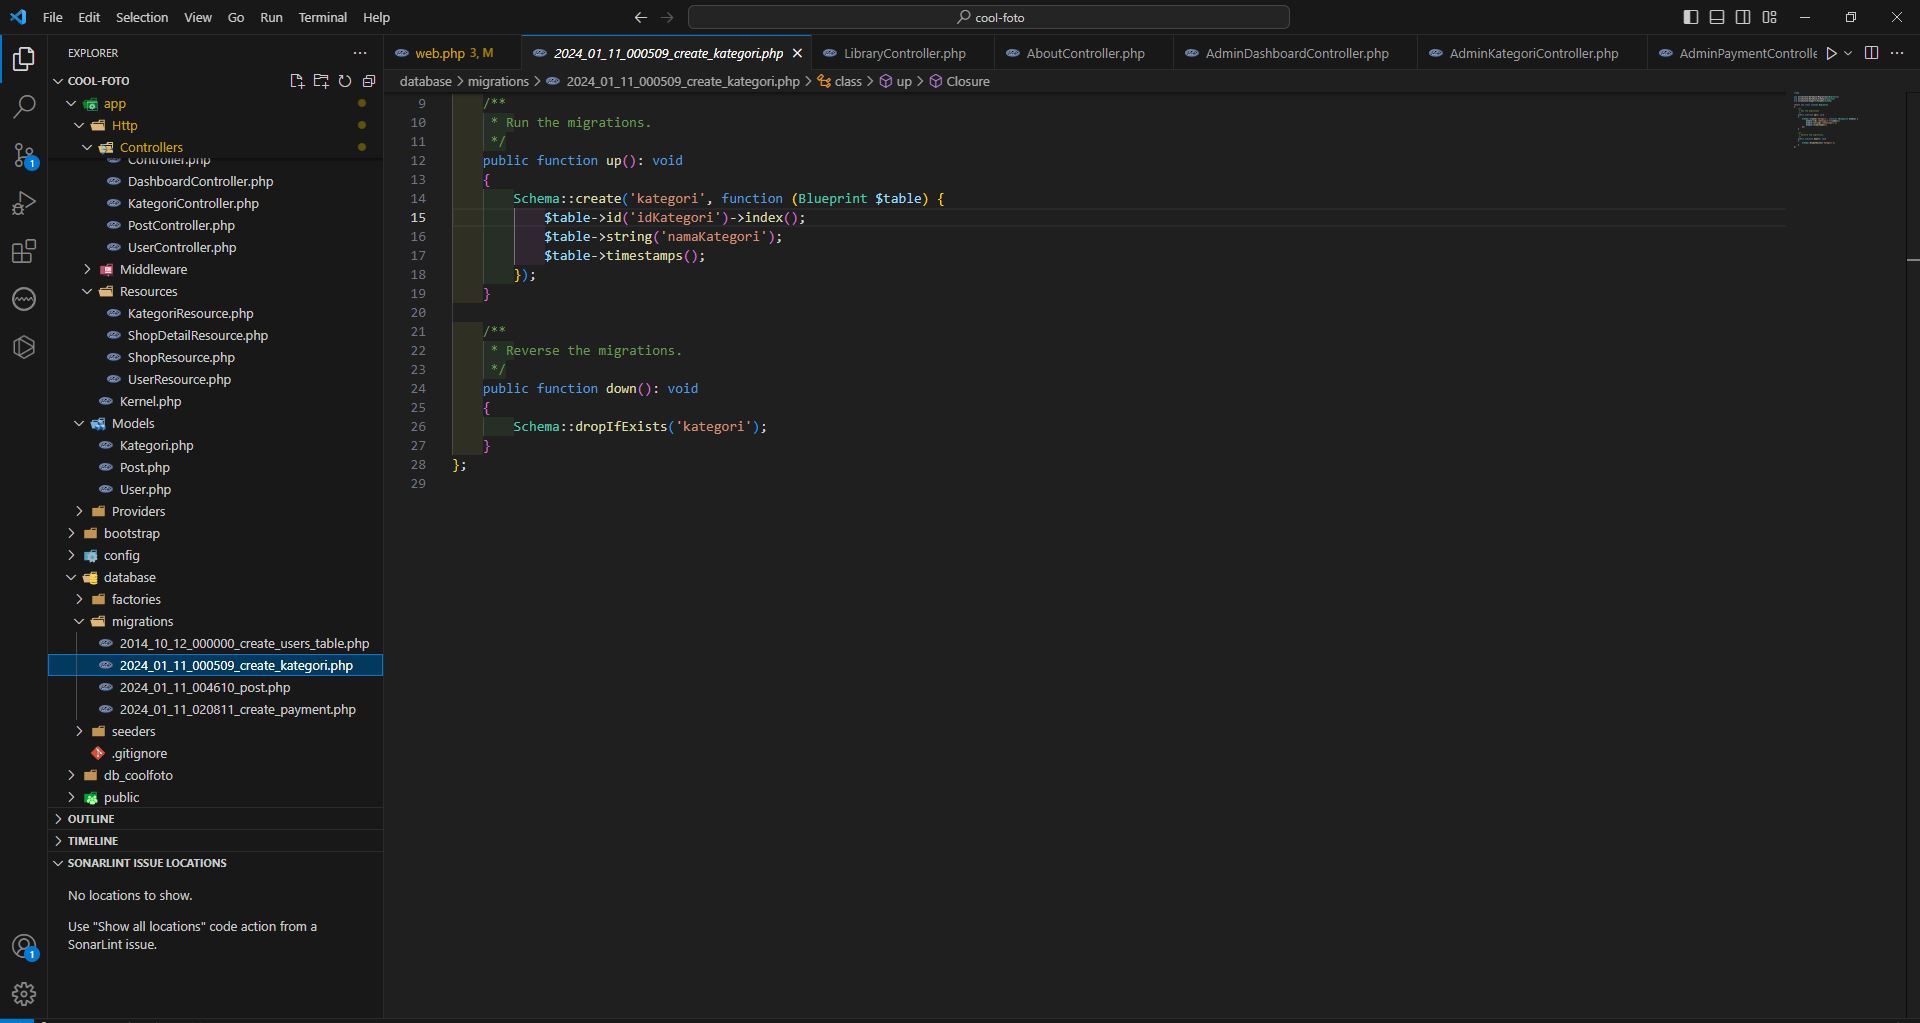 File Edit Selection View Go Run Terminal Help
cool-foto
EXPLORER
COOL-FOTO
app
Http
Controllers
Controller.php
DashboardController.php
KategoriController.php
PostController.php
UserController.php
Middleware
Resources
KategoriResource.php
ShopDetailResource.php
ShopResource.php
UserResource.php
Kernel.php
Models
Kategori.php
Post.php
User.php
Providers
bootstrap
config
database
factories
migrations
2014_10_12_000000_create_users_table.php
2024_01_11_000509_create_kategori.php
2024_01_11_004610_post.php
2024_01_11_020811_create_payment.php
seeders
.gitignore
db_coolfoto
public
OUTLINE
TIMELINE
SONARLINT ISSUE LOCATIONS
No locations to show.
Use "Show all locations" code action from a
SonarLint issue.
1
1
web.php 3, M 2024_01_11_000509_create_kategori.php LibraryController.php AboutController.php AdminDashboardController.php AdminKategoriController.php AdminPaymentControlle
database > migrations > 2024_01_11_000509_create_kategori.php > class > up > Closure
9 /**
10 * Run the migrations.
11 */
12 public function up(): void
13 {
14 Schema::create('kategori', function (Blueprint $table) {
15 $table->id('idKategori')->index();
16 $table->string('namaKategori');
17 $table->timestamps();
18 });
19 }
20
21 /**
22 * Reverse the migrations.
23 */
24 public function down(): void
25 {
26 Schema::dropIfExists('kategori');
27 }
28 };
29